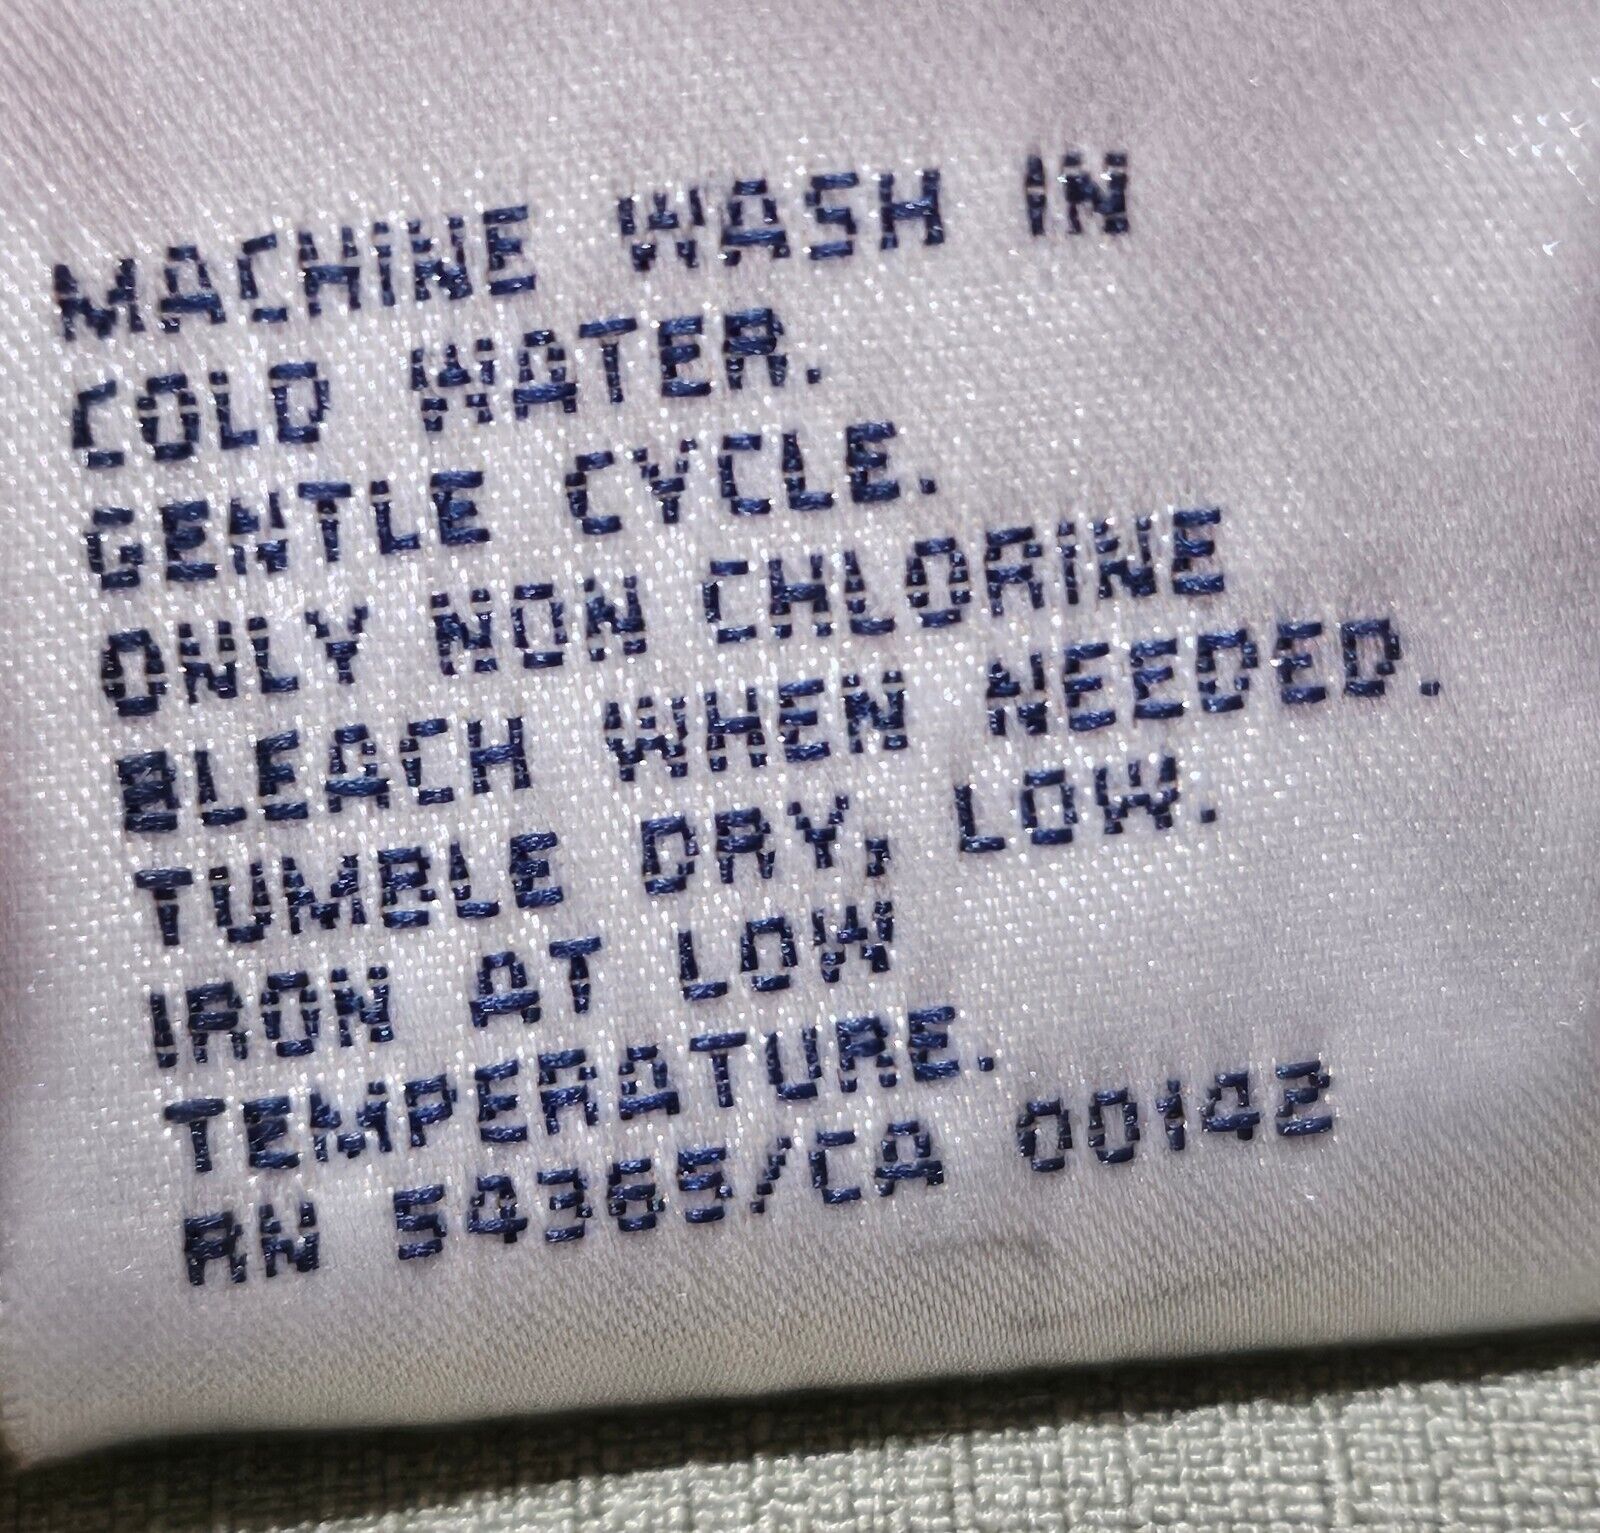 MACHINE WASH IN
COLD WATER.
GENTLE CYCLE.
ONLY NON CHLORINE
BLEACH WHEN NEEDED.
TUMBLE DRY, LOW.
IRON AT LOW
TEMPERATURE.
RN 54365/CA 00142